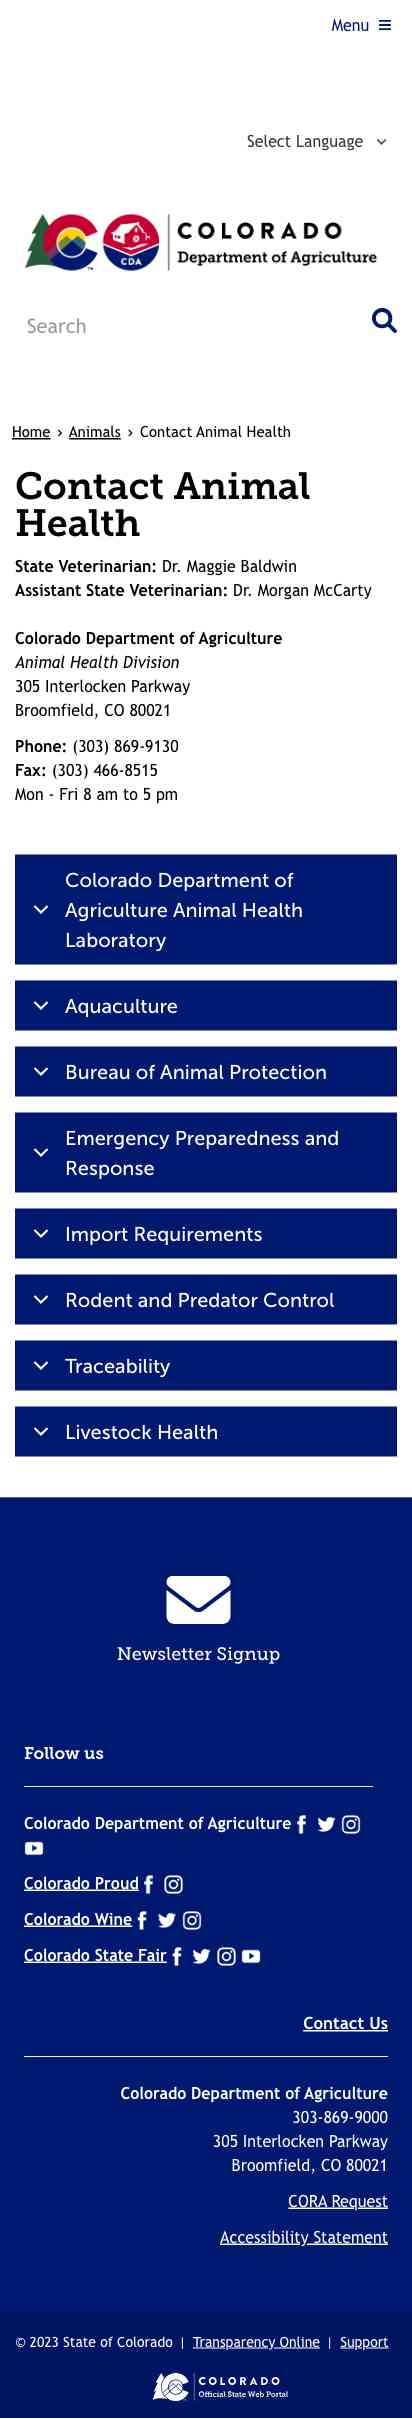 Menu
Select Language
CDA
COLORADO
Department of Agriculture
TM
Search
Home › Animals › Contact Animal Health
Contact Animal
Health
State Veterinarian: Dr. Maggie Baldwin
Assistant State Veterinarian: Dr. Morgan McCarty
Colorado Department of Agriculture
Animal Health Division
305 Interlocken Parkway
Broomfield, CO 80021
Phone: (303) 869-9130
Fax: (303) 466-8515
Mon - Fri 8 am to 5 pm
Colorado Department of
Agriculture Animal Health
Laboratory
Aquaculture
Bureau of Animal Protection
Emergency Preparedness and
Response
Import Requirements
Rodent and Predator Control
Traceability
Livestock Health
Newsletter Signup
Follow us
Colorado Department of Agriculture
Colorado Proud
Colorado Wine
Colorado State Fair
Contact Us
Colorado Department of Agriculture
303-869-9000
305 Interlocken Parkway
Broomfield, CO 80021
CORA Request
Accessibility Statement
© 2023 State of Colorado | Transparency Online | Support
COLORADO
Official State Web Portal